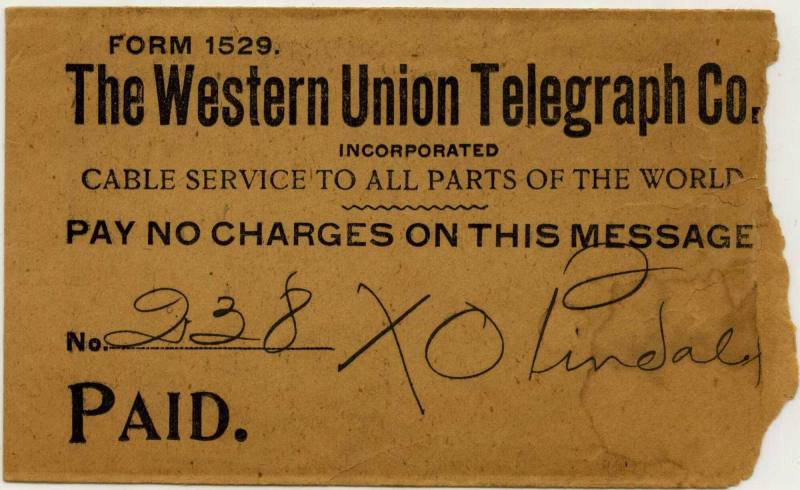 FORM 1529.
The Western Union Telegraph Co.
INCORPORATED
CABLE SERVICE TO ALL PARTS OF THE WORLD
PAY NO CHARGES ON THIS MESSAGE
No. 238 XO
PAID.